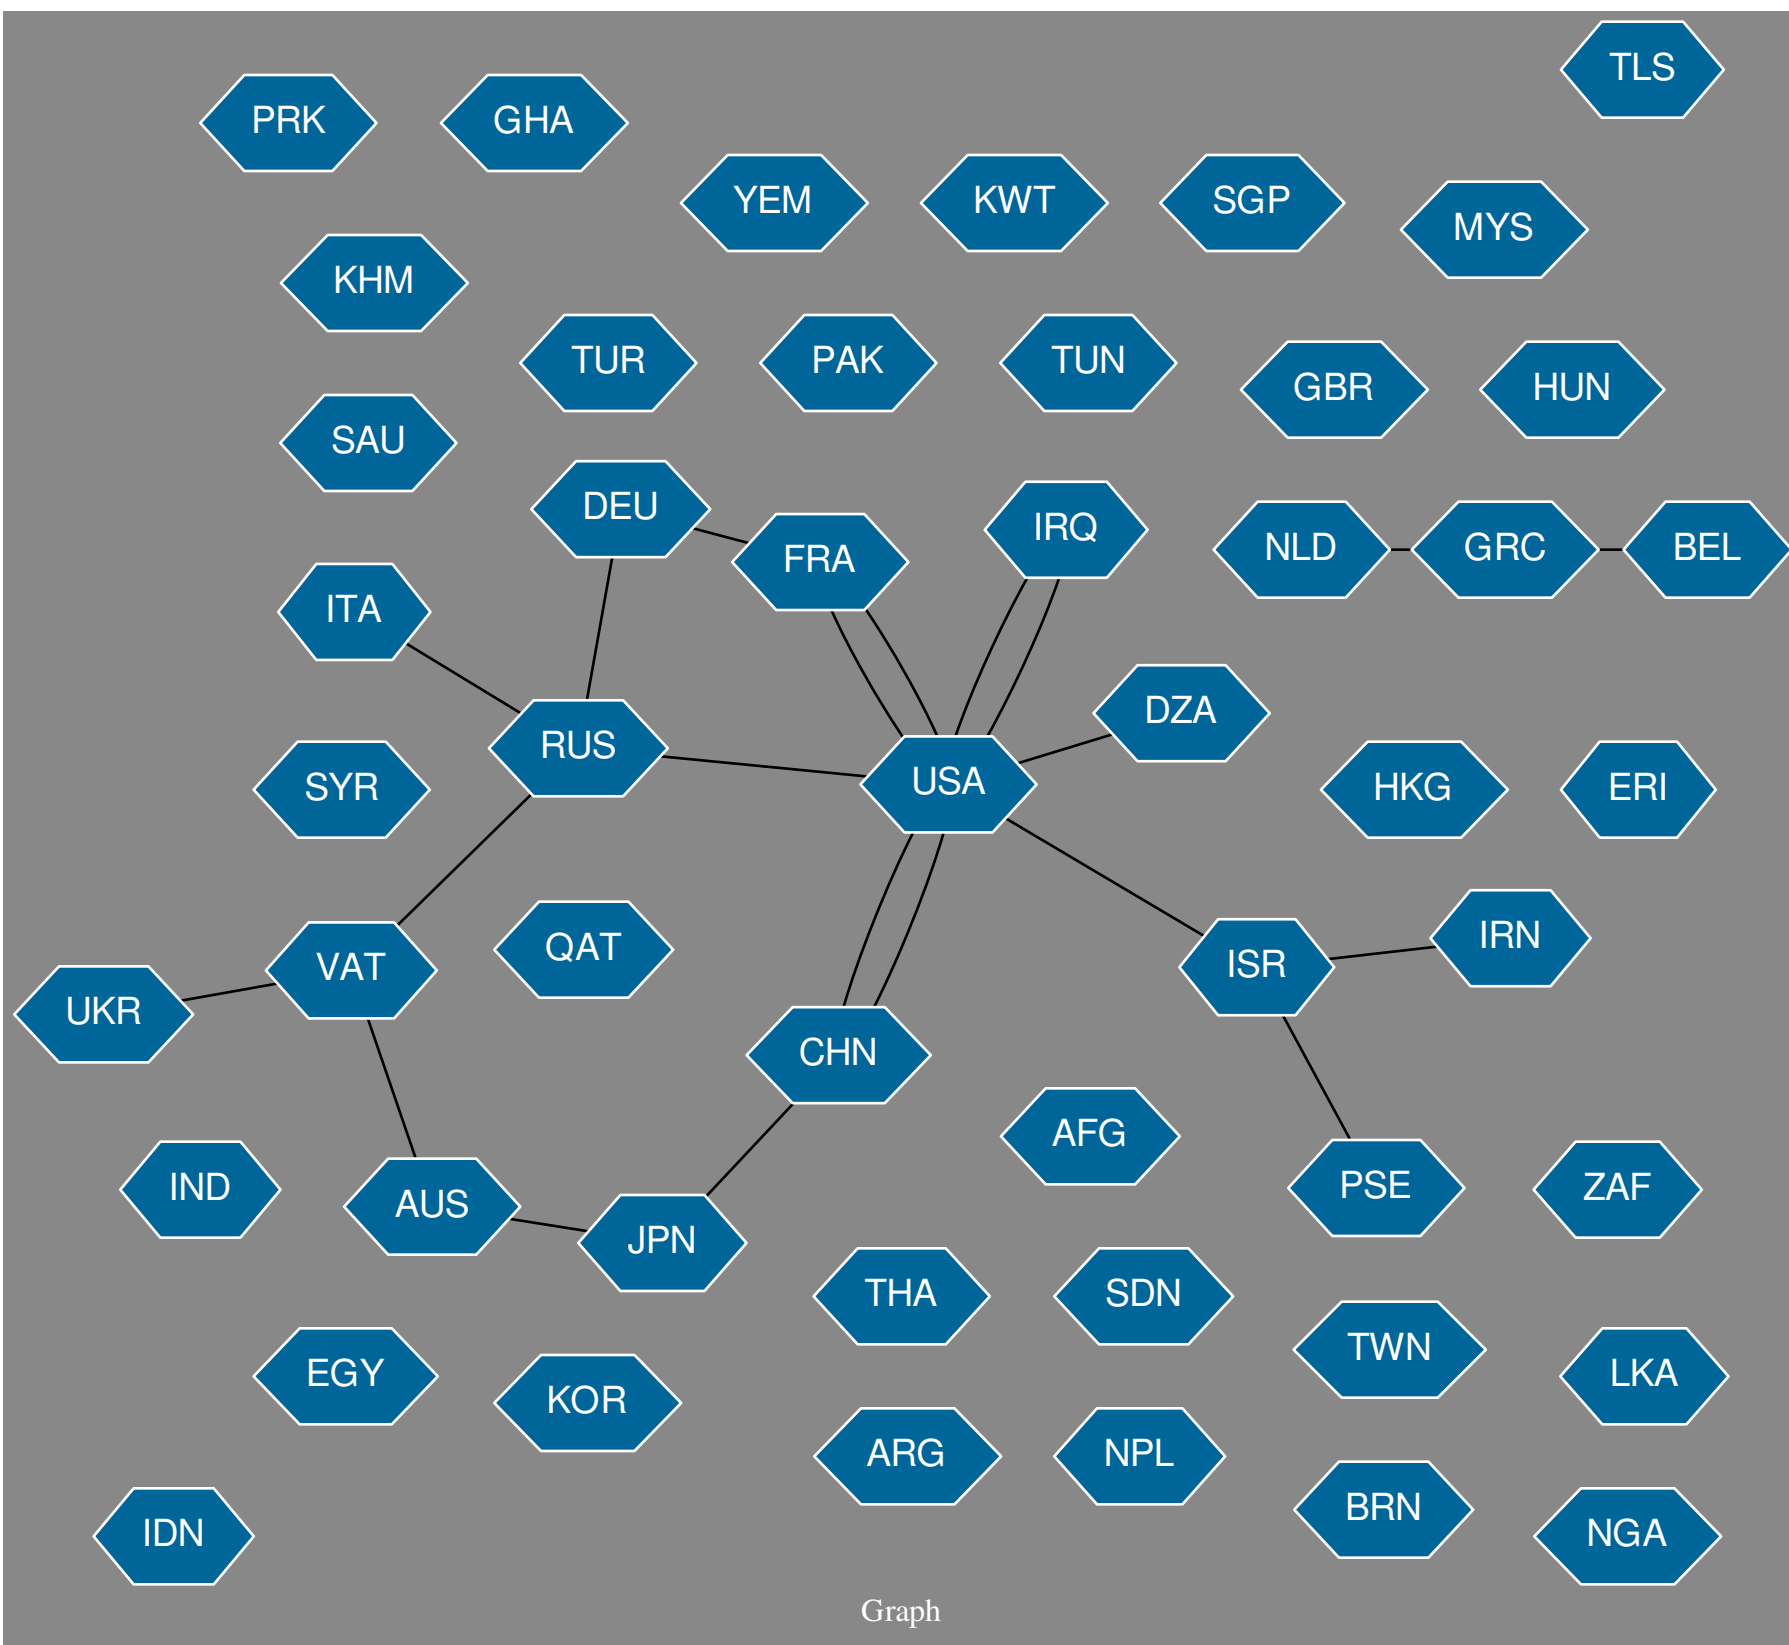 TLS
PRK
GHA
YEM
KWT
SGP
MYS
KHM
TUR
PAK
TUN
GBR
HUN
SAU
DEU
FRA
IRQ
NLD
GRC
BEL
ITA
RUS
USA
DZA
SYR
HKG
ERI
VAT
QAT
ISR
IRN
UKR
CHN
AFG
IND
AUS
JPN
PSE
ZAF
THA
SDN
TWN
EGY
KOR
LKA
ARG
NPL
BRN
IDN
NGA
Graph